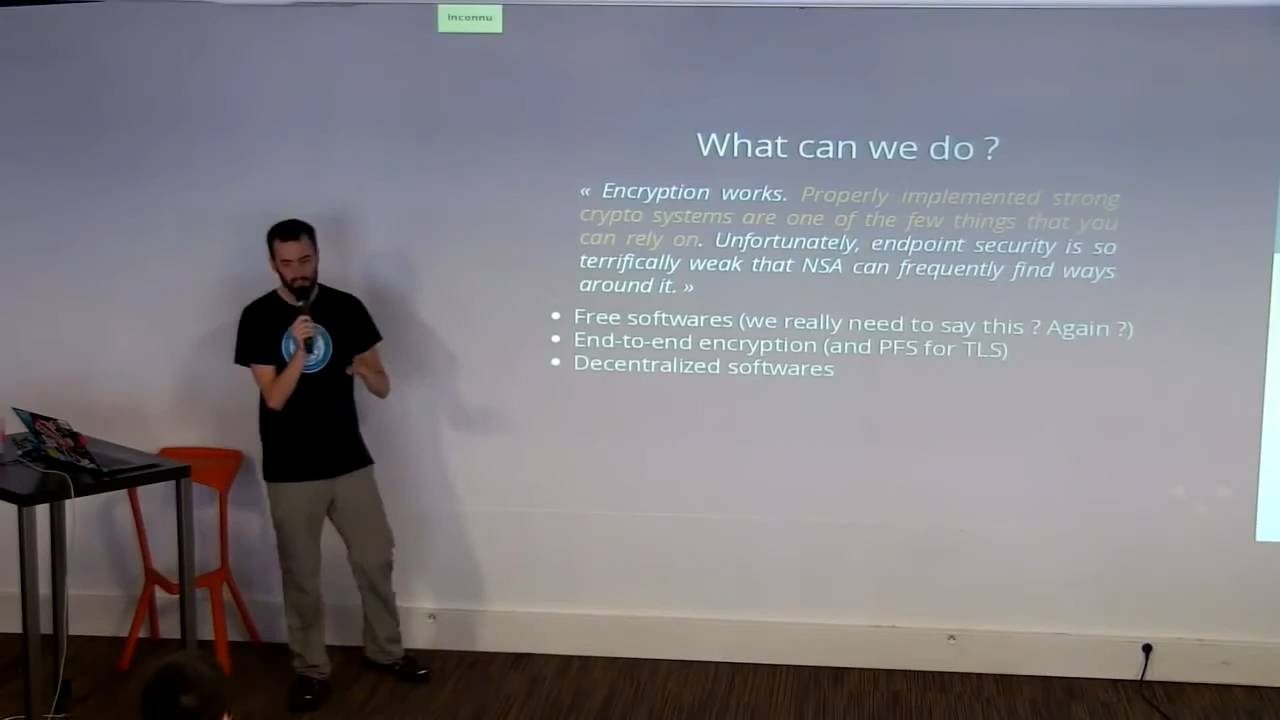 Inconnu
What can we do ?
« Encryption works. Properly implemented strong
crypto systems are one of the few things that you
can rely on. Unfortunately, endpoint security is so
terrifically weak that NSA can frequently find ways
around it. »
• Free softwares (we really need to say this ? Again ?)
• End-to-end encryption (and PFS for TLS)
• Decentralized softwares